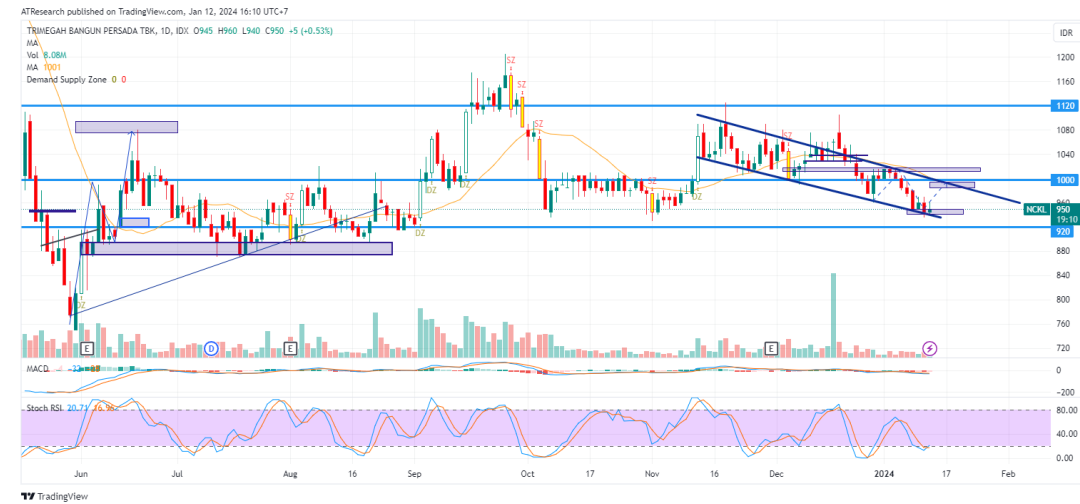 ATResearch published on TradingView.com, Jan 12, 2024 16:10 UTC+7
TRIMEGAH BANGUN PERSADA TBK, 1D, IDX O945 H960 L940 C950 +5 (+0.53%)
IDR
MA
Vol 8.08M
MA 1001
Demand Supply Zone 0 0
1200
1160
1120
1080
1040
1000
960
NCKL 950
19:10
920
880
840
800
760
720
SZ
SZ
SZ
SZ
SZ
SZ
DZ
DZ
DZ
DZ
DZ
DZ
DZ
E
D
E
E
MACD
0
-200
Stoch RSI 20.71
80.00
40.00
0.00
Jun
Jul
Aug
16
Sep
Oct
17
Nov
16
Dec
2024
17
Feb
TradingView